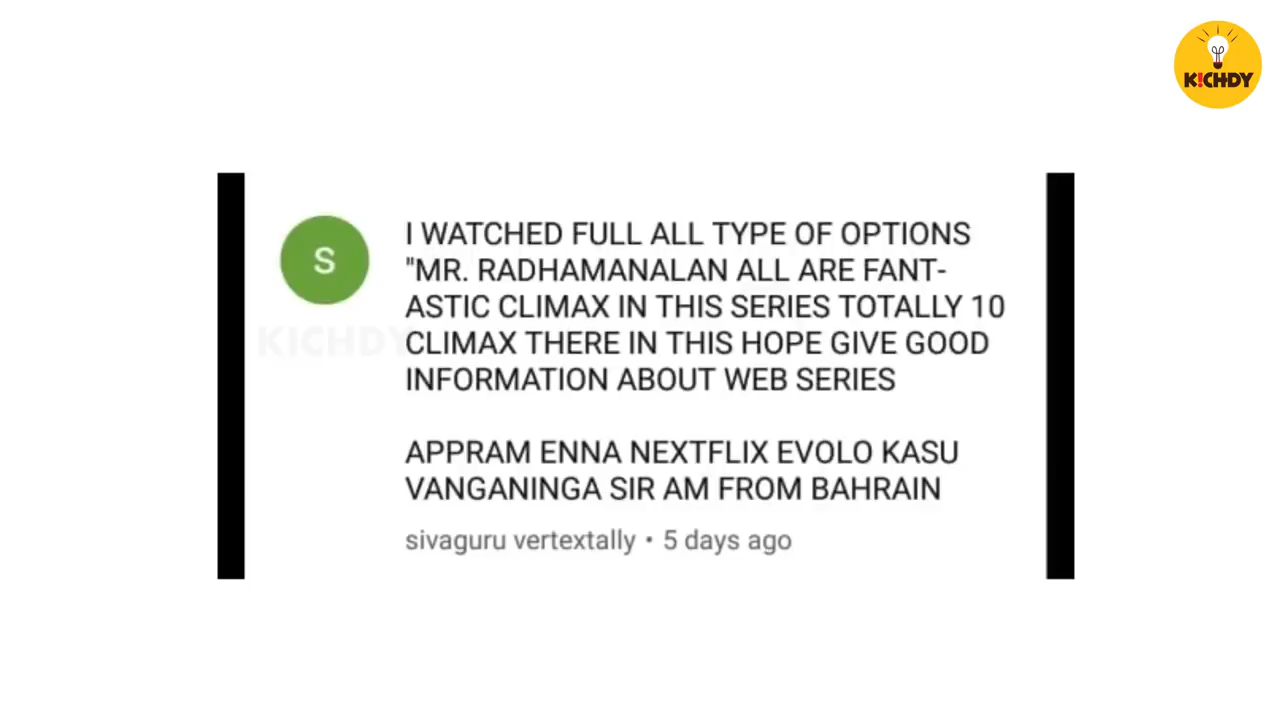 K!CHDY
S
I WATCHED FULL ALL TYPE OF OPTIONS
"MR. RADHAMANALAN ALL ARE FANT-
ASTIC CLIMAX IN THIS SERIES TOTALLY 10
CLIMAX THERE IN THIS HOPE GIVE GOOD
INFORMATION ABOUT WEB SERIES
KICHDY
APPRAM ENNA NEXTFLIX EVOLO KASU
VANGANINGA SIR AM FROM BAHRAIN
sivaguru vertextally • 5 days ago